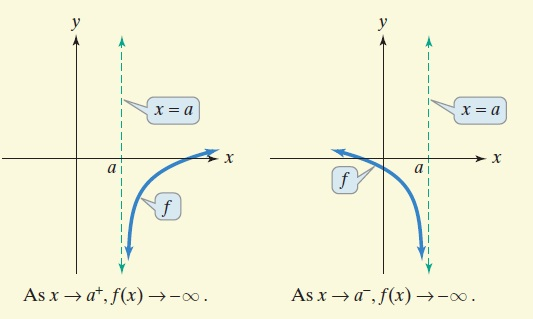 y
x = a
a
x
f
As x → a⁺, f(x) → −∞.
y
x = a
f
a
x
As x → a⁻, f(x) → −∞.